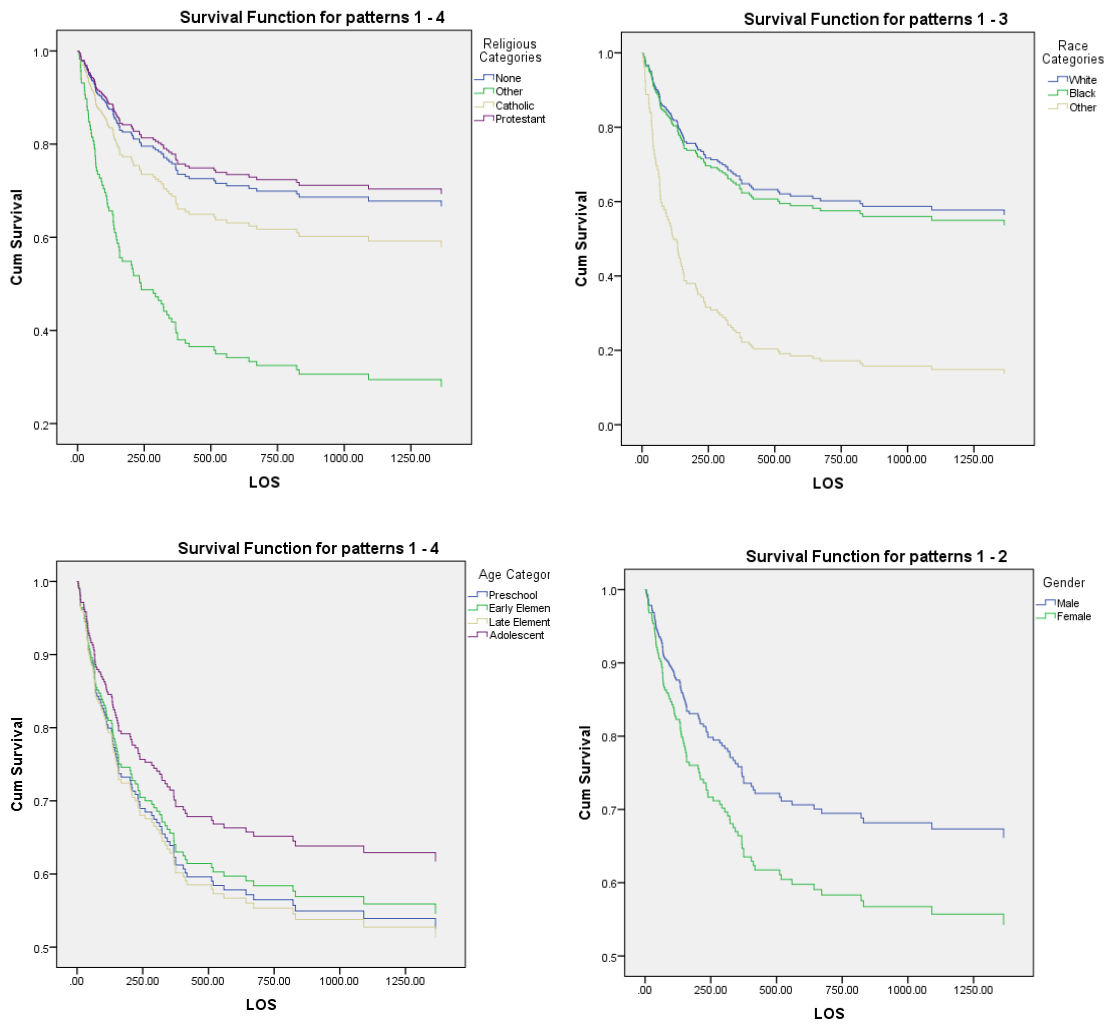 Survival Function for patterns 1 - 4
Religious
Categories
None
Other
Catholic
Protestant
1.0
0.8
0.6
0.4
0.2
Cum Survival
.00 250.00 500.00 750.00 1000.00 1250.00
LOS
Survival Function for patterns 1 - 3
Race
Categories
White
Black
Other
1.0
0.8
0.6
0.4
0.2
0.0
Cum Survival
.00 250.00 500.00 750.00 1000.00 1250.00
LOS
Survival Function for patterns 1 - 4
Age Categor
Preschool
Early Elemen
Late Element
Adolescent
1.0
0.9
0.8
0.7
0.6
0.5
Cum Survival
.00 250.00 500.00 750.00 1000.00 1250.00
LOS
Survival Function for patterns 1 - 2
Gender
Male
Female
1.0
0.9
0.8
0.7
0.6
0.5
Cum Survival
.00 250.00 500.00 750.00 1000.00 1250.00
LOS